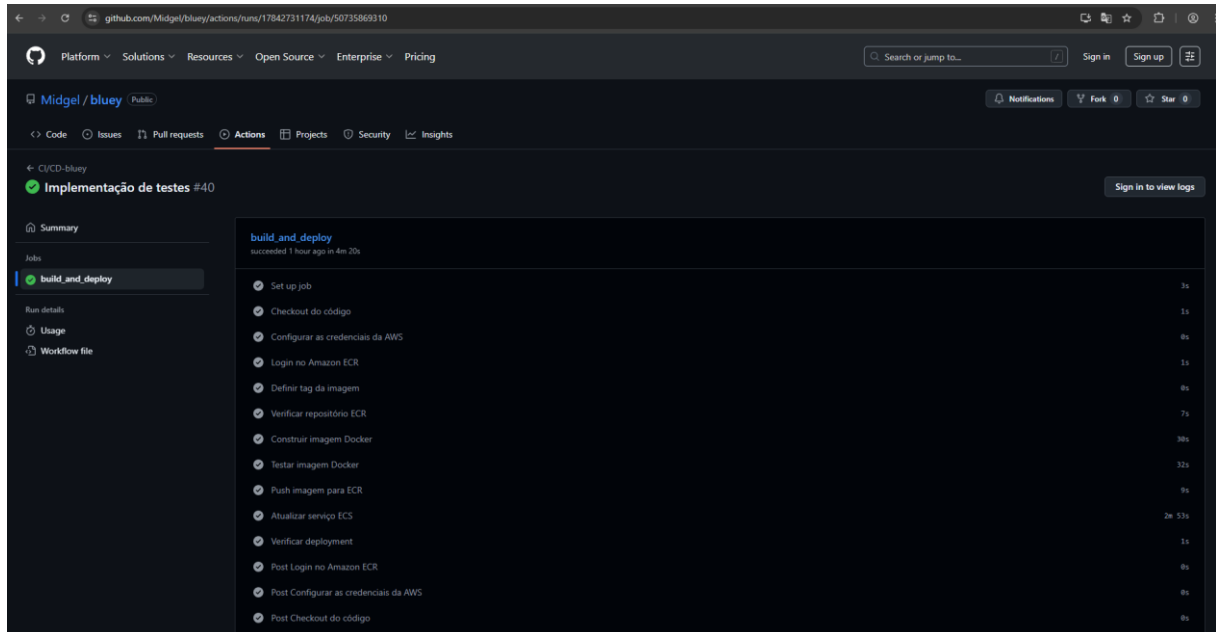 github.com/Midgel/bluey/actions/runs/17842731174/job/50735869310
Platform Solutions Resources Open Source Enterprise Pricing Search or jump to... / Sign in Sign up
Midgel / bluey Public Notifications Fork 0 Star 0
Code Issues Pull requests Actions Projects Security Insights
← CI/CD-bluey
Implementação de testes #40 Sign in to view logs
Summary
Jobs
build_and_deploy
Run details
Usage
Workflow file
build_and_deploy
succeeded 1 hour ago in 4m 20s
Set up job 3s
Checkout do código 1s
Configurar as credenciais da AWS 0s
Login no Amazon ECR 1s
Definir tag da imagem 0s
Verificar repositório ECR 7s
Construir imagem Docker 30s
Testar imagem Docker 32s
Push imagem para ECR 9s
Atualizar serviço ECS 2m 53s
Verificar deployment 1s
Post Login no Amazon ECR 0s
Post Configurar as credenciais da AWS 0s
Post Checkout do código 0s